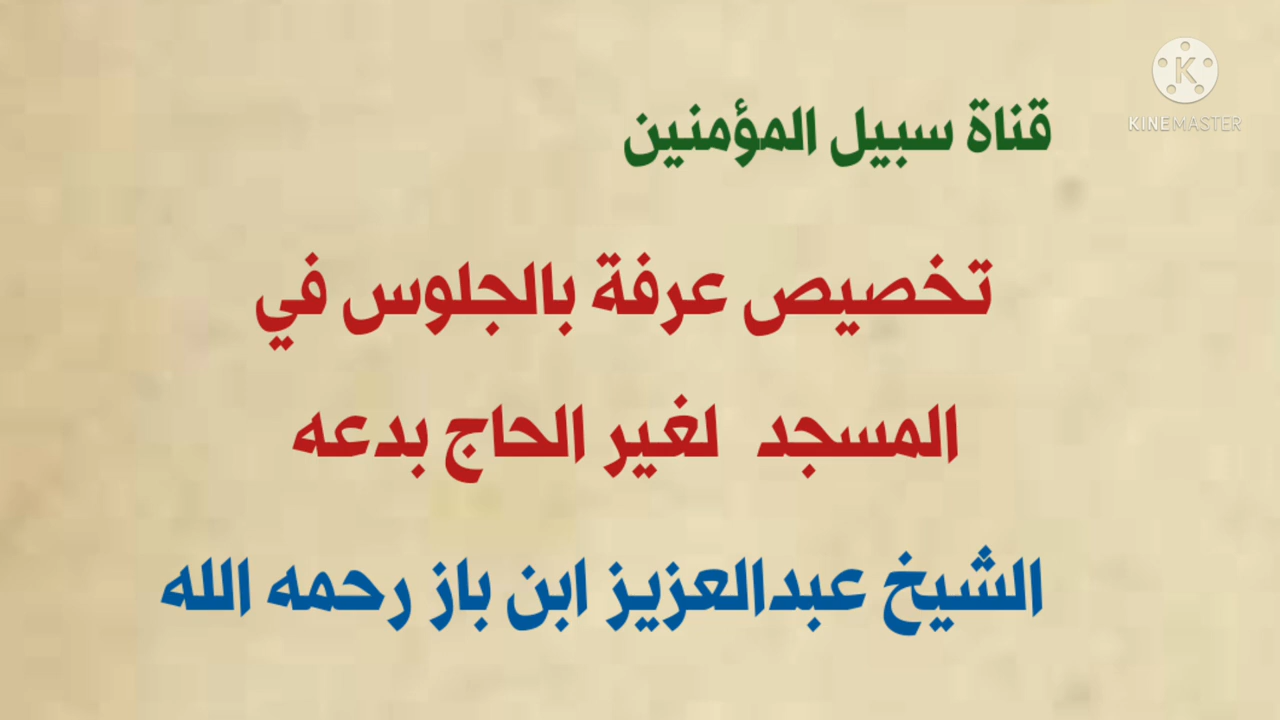 قناة سبيل المؤمنين
KINEMASTER
تخصيص عرفة بالجلوس في
المسجد لغير الحاج بدعه
الشيخ عبدالعزيز ابن باز رحمه الله